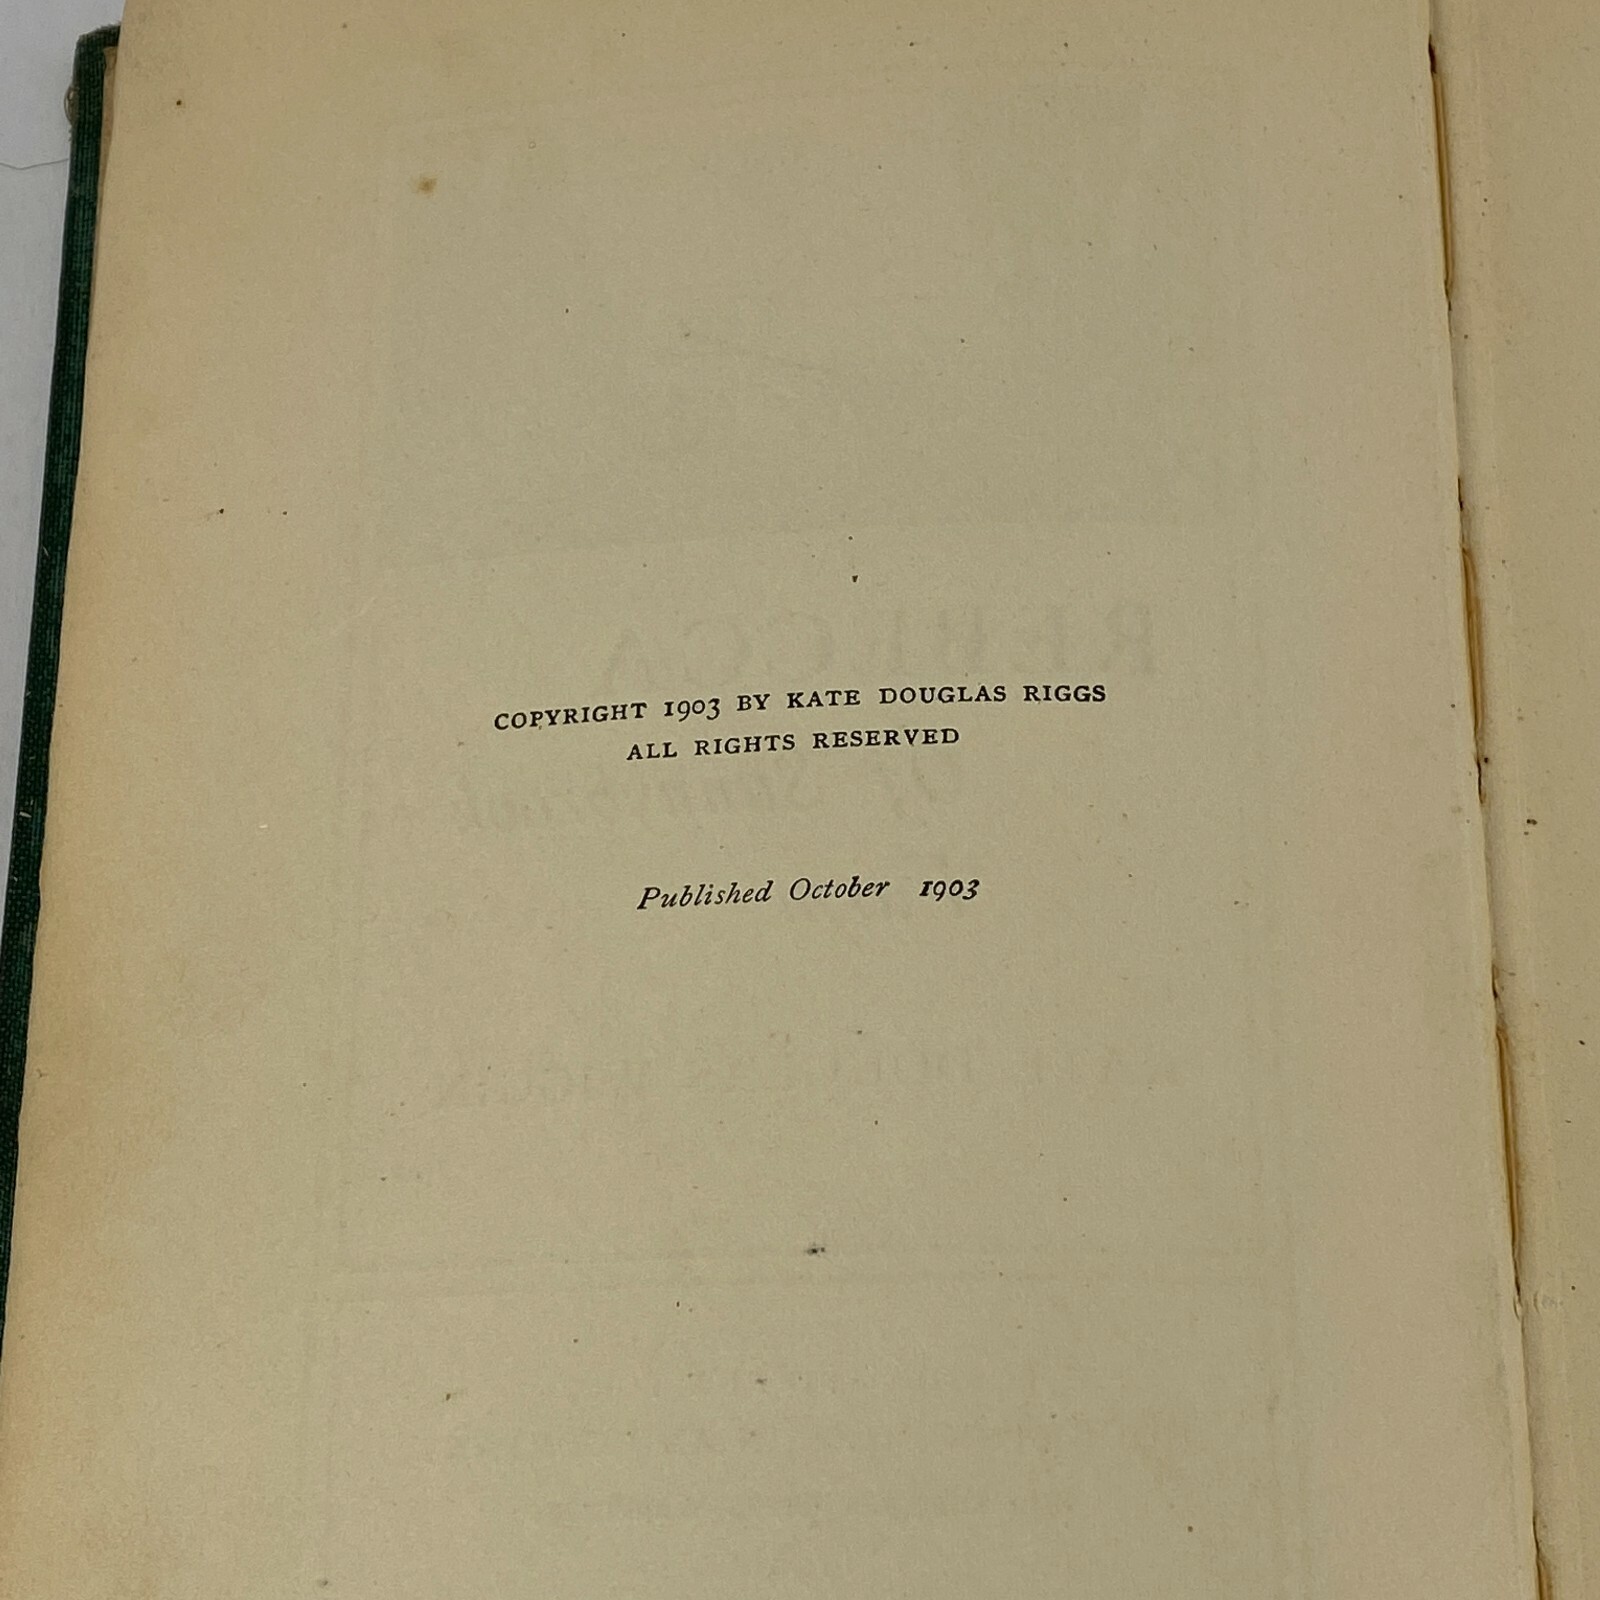 COPYRIGHT 1903 BY KATE DOUGLAS RIGGS
ALL RIGHTS RESERVED
Published October 1903